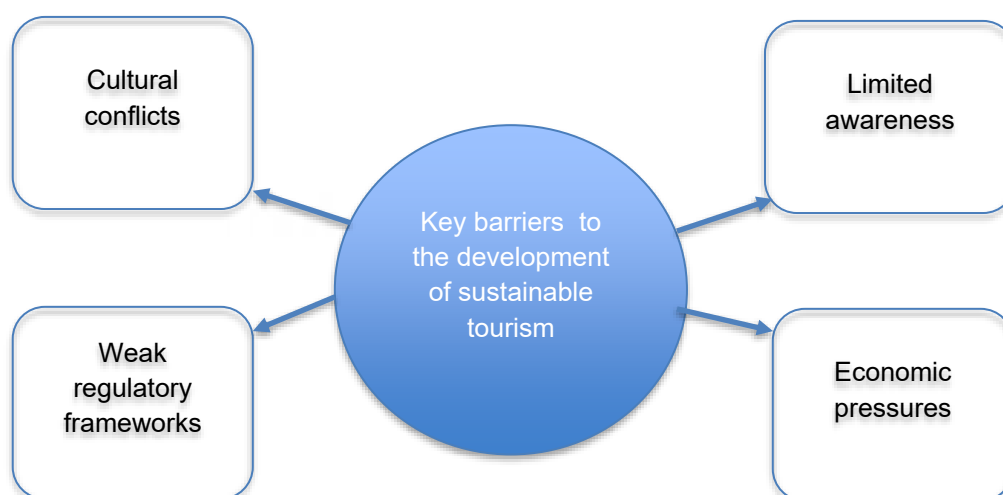 Cultural
conflicts
Limited
awareness
Key barriers to
the development
of sustainable
tourism
Weak
regulatory
frameworks
Economic
pressures